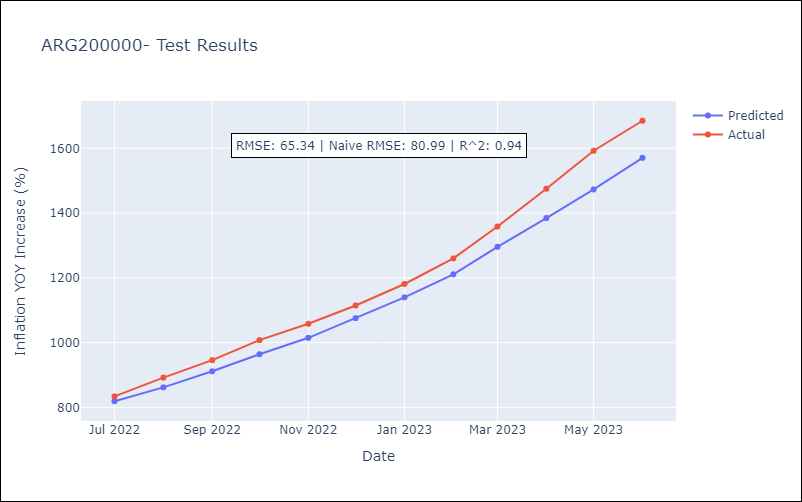 ARG200000- Test Results
RMSE: 65.34 | Naive RMSE: 80.99 | R^2: 0.94
Predicted
Actual
Inflation YOY Increase (%)
1600
1400
1200
1000
800
Jul 2022 Sep 2022 Nov 2022 Jan 2023 Mar 2023 May 2023
Date